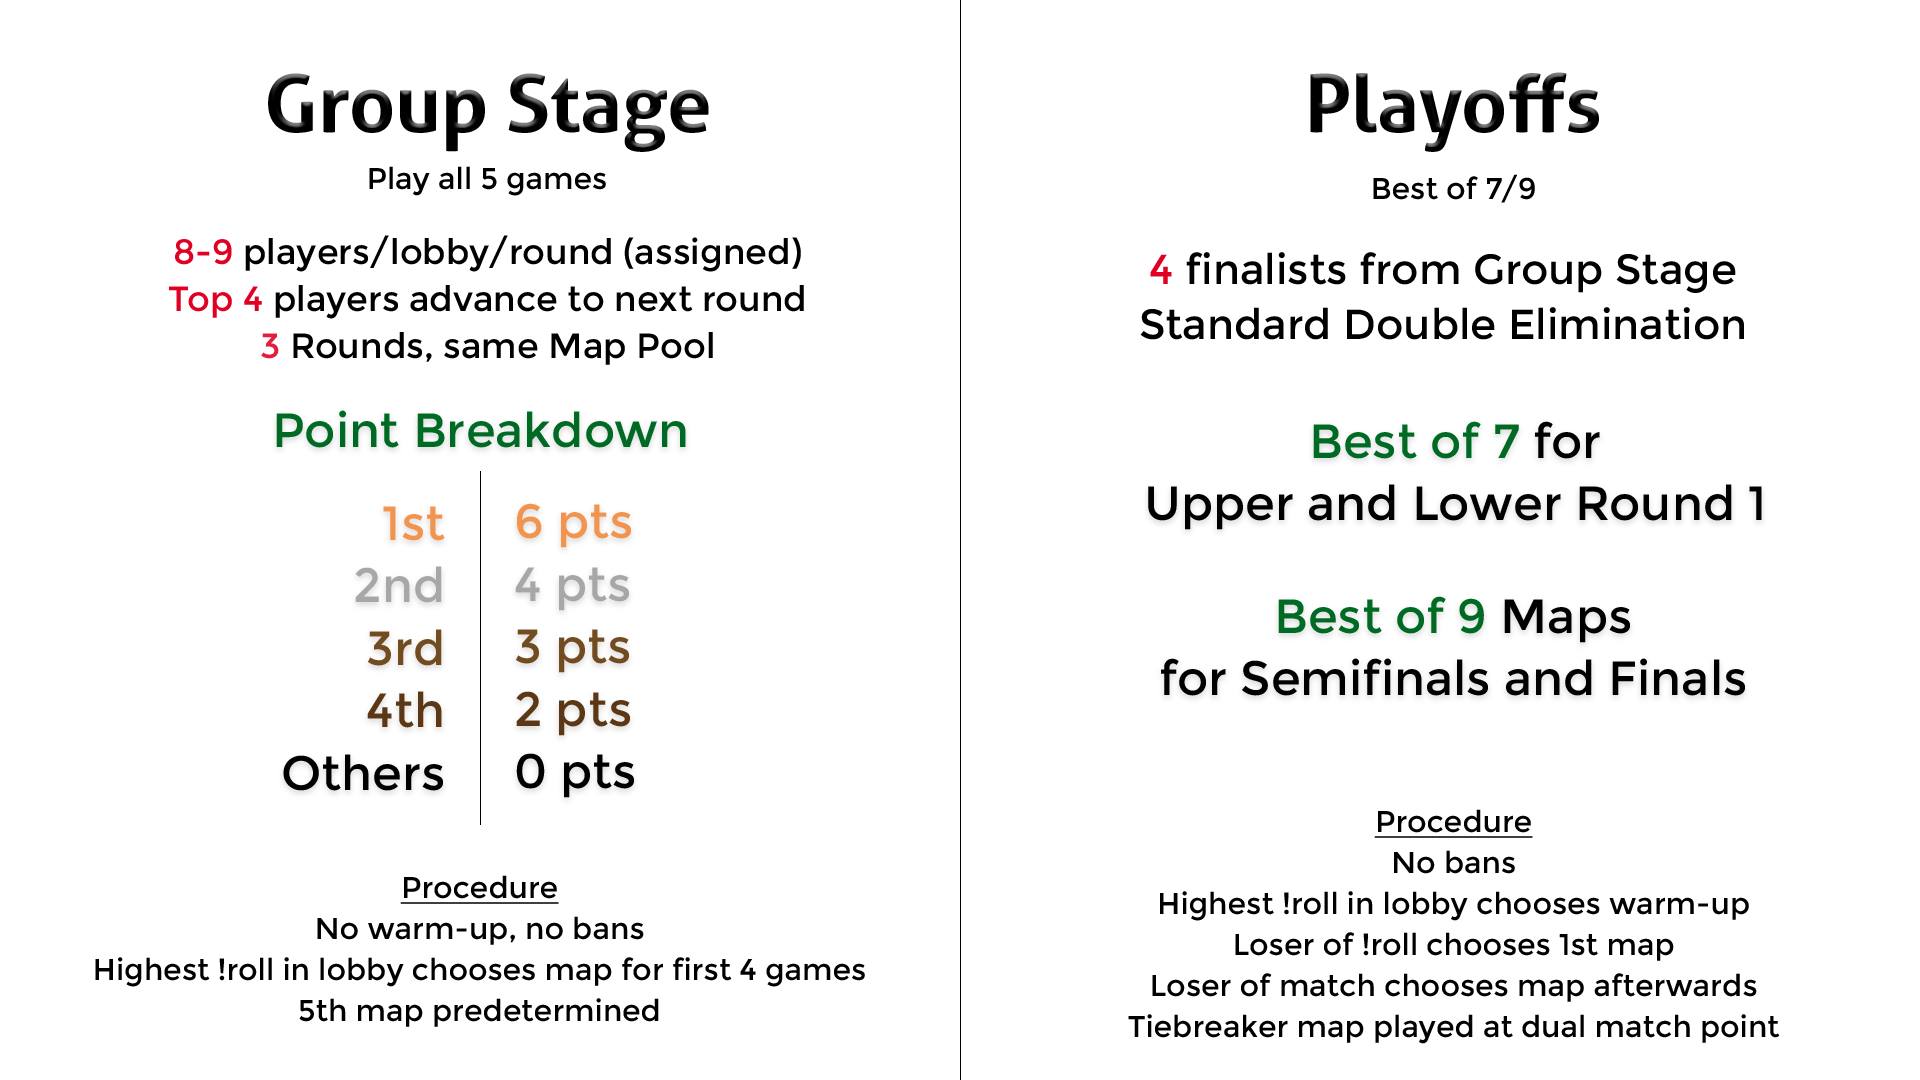 Group Stage
Play all 5 games
8-9 players/lobby/round (assigned)
Top 4 players advance to next round
3 Rounds, same Map Pool
Point Breakdown
1st 6 pts
2nd 4 pts
3rd 3 pts
4th 2 pts
Others 0 pts
Procedure
No warm-up, no bans
Highest !roll in lobby chooses map for first 4 games
5th map predetermined
Playoffs
Best of 7/9
4 finalists from Group Stage
Standard Double Elimination
Best of 7 for
Upper and Lower Round 1
Best of 9 Maps
for Semifinals and Finals
Procedure
No bans
Highest !roll in lobby chooses warm-up
Loser of !roll chooses 1st map
Loser of match chooses map afterwards
Tiebreaker map played at dual match point